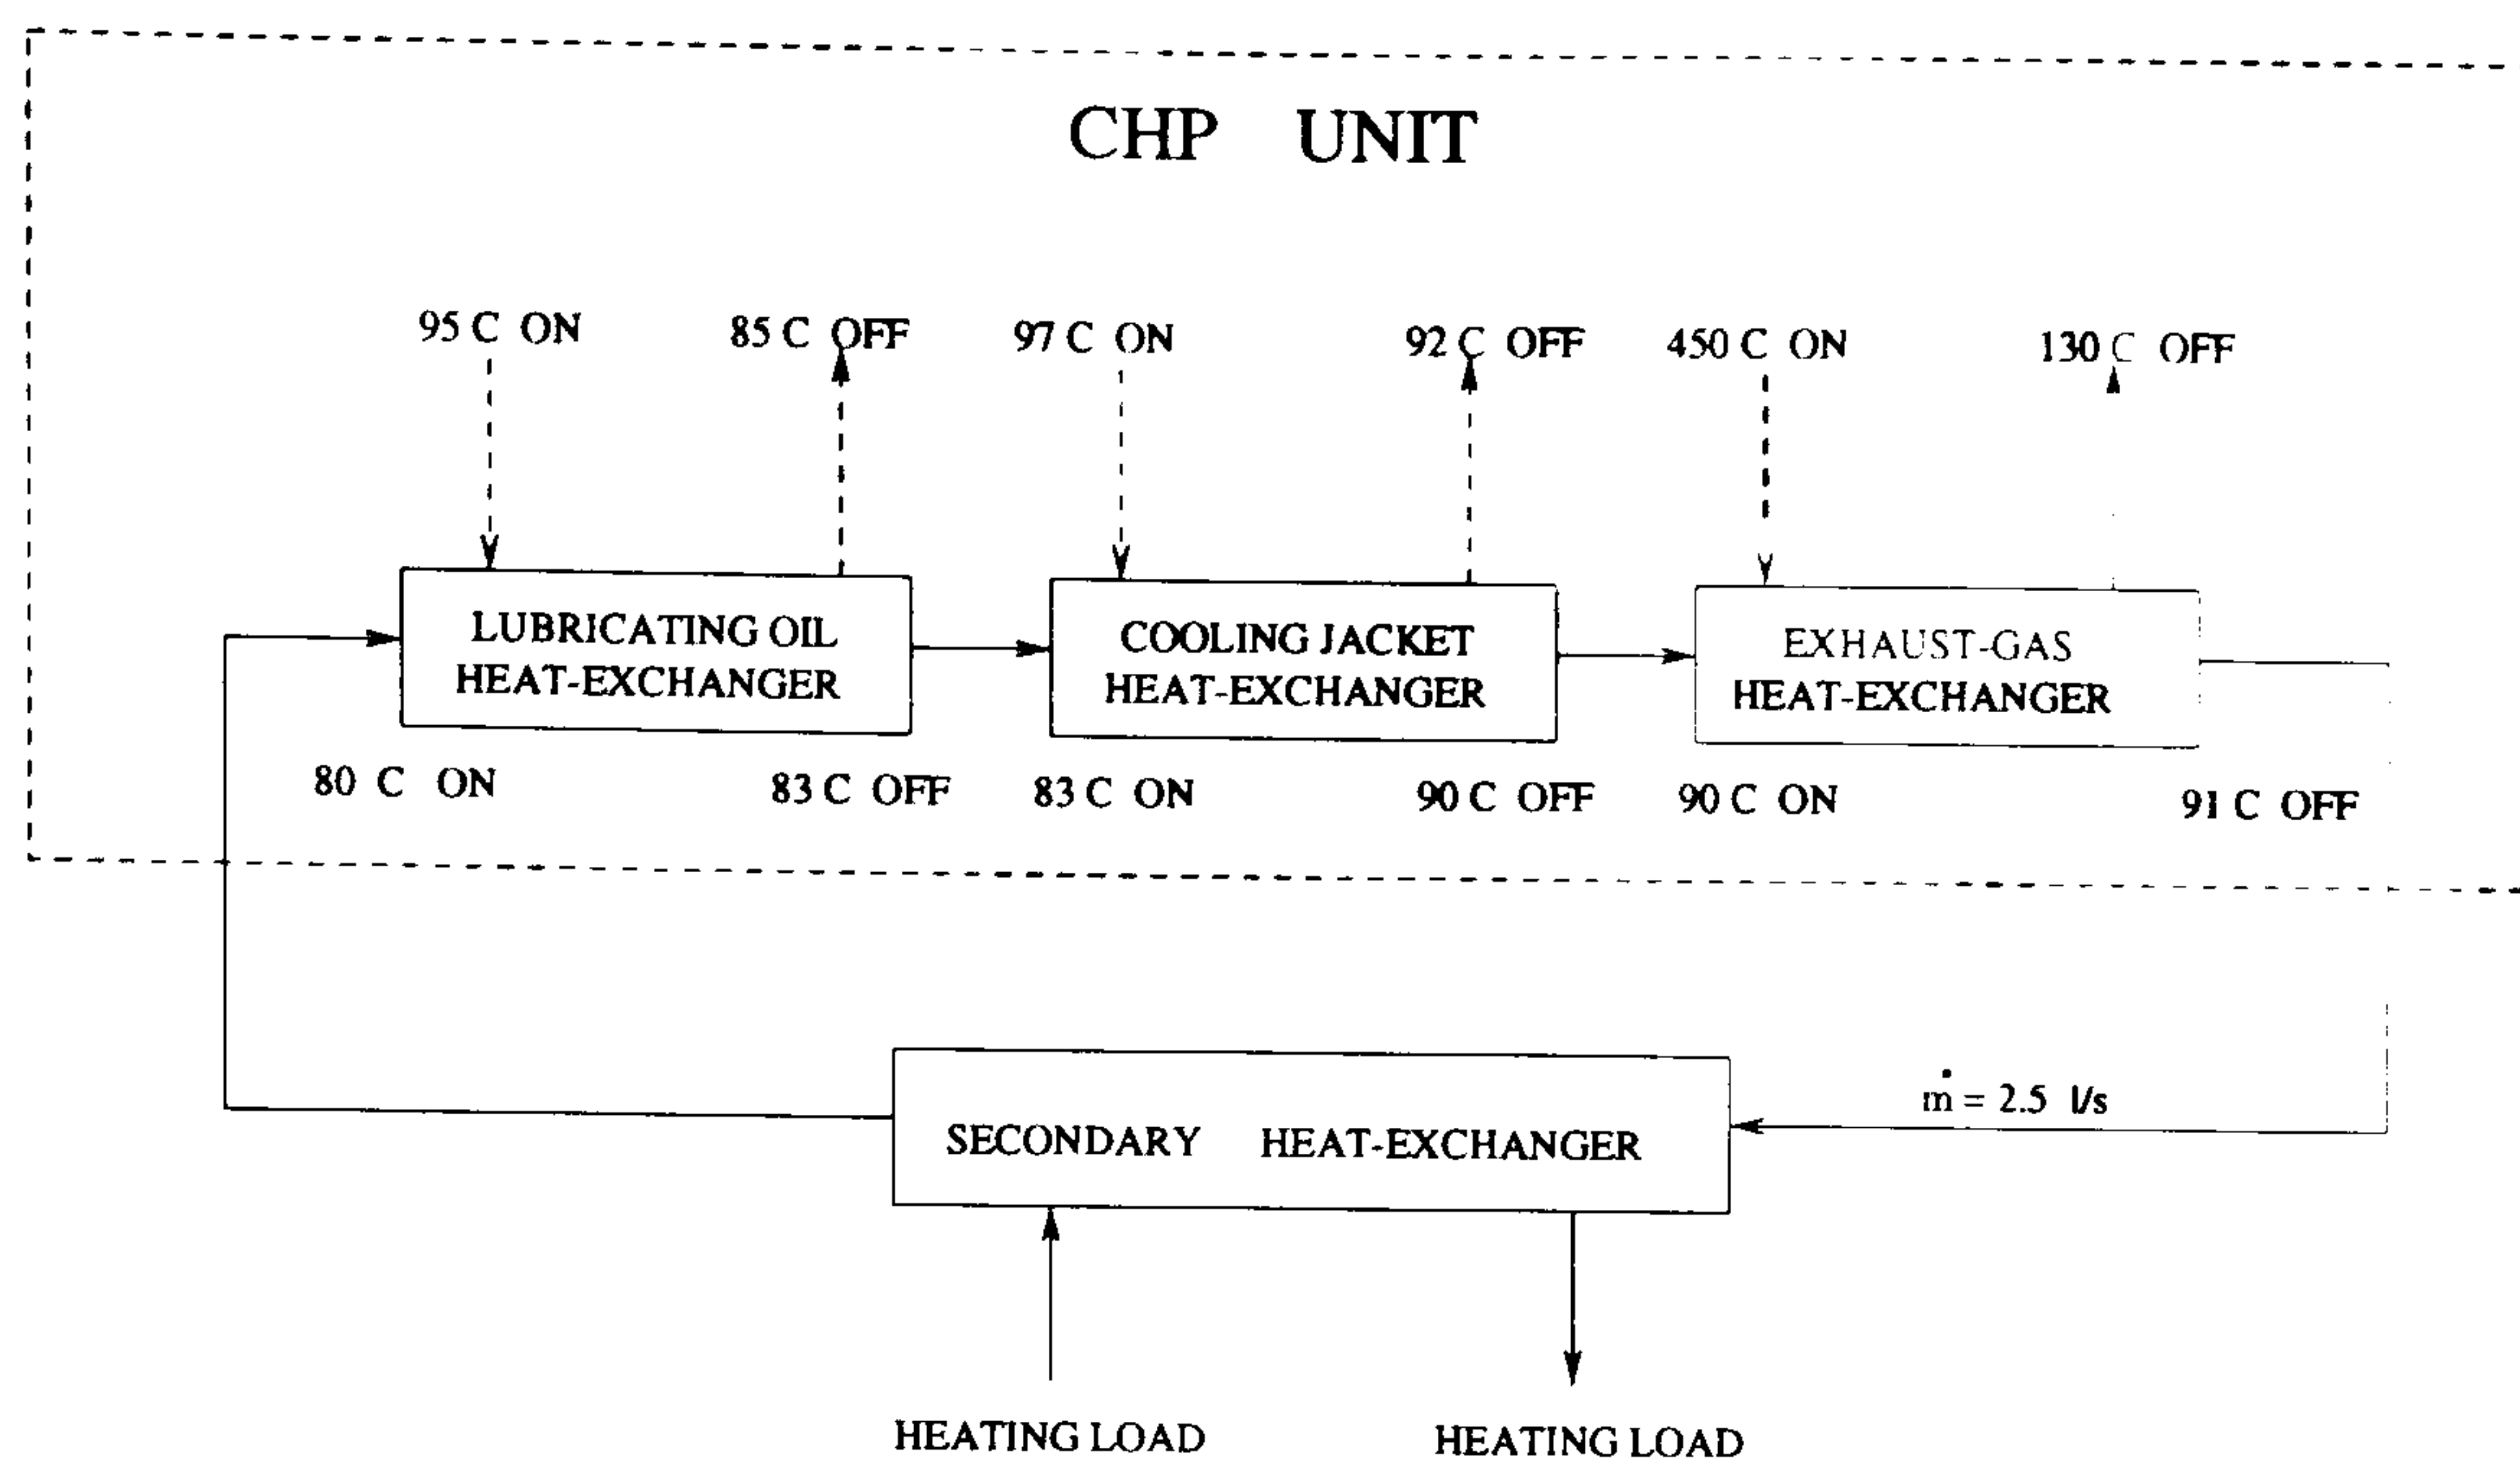 CHP UNIT
95 C ON
85 C OFF
97 C ON
92 C OFF
450 C ON
130 C OFF
LUBRICATING OIL
HEAT-EXCHANGER
COOLING JACKET
HEAT-EXCHANGER
EXHAUST-GAS
HEAT-EXCHANGER
80 C ON
83 C OFF
83 C ON
90 C OFF
90 C ON
91 C OFF
ṁ = 2.5 l/s
SECONDARY HEAT-EXCHANGER
HEATING LOAD
HEATING LOAD